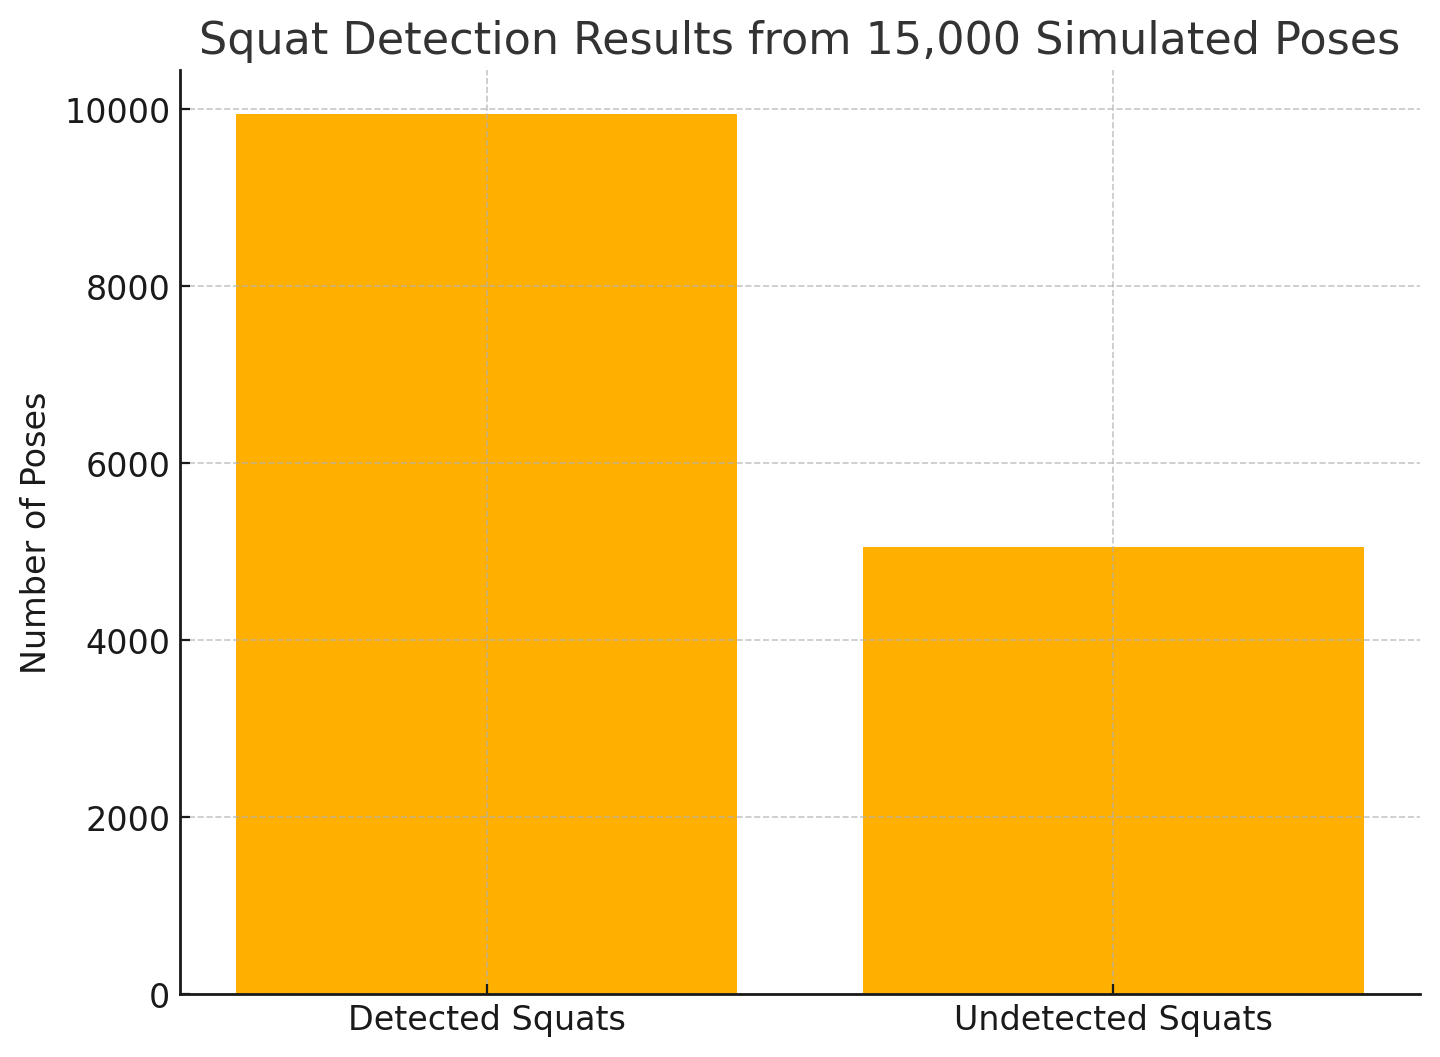 Squat Detection Results from 15,000 Simulated Poses
Number of Poses
10000
8000
6000
4000
2000
0
Detected Squats
Undetected Squats